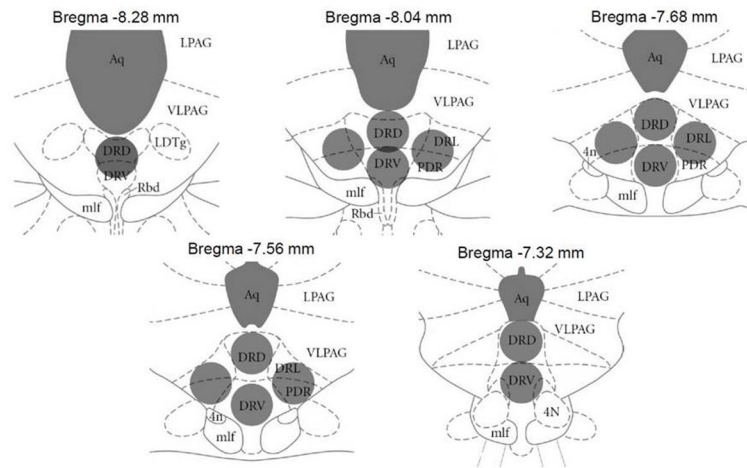 Bregma -8.28 mm
LPAG
Aq
VLPAG
LDTg
DRD
DRV
Rbd
mlf
Bregma -8.04 mm
LPAG
Aq
VLPAG
DRD
DRL
DRV
PDR
mlf
Rbd
Bregma -7.68 mm
Aq
LPAG
VLPAG
DRD
DRL
4n
DRV
PDR
mlf
Bregma -7.56 mm
Aq
LPAG
VLPAG
DRD
DRL
PDR
DRV
4n
mlf
Bregma -7.32 mm
Aq
LPAG
VLPAG
DRD
DRV
4N
mlf